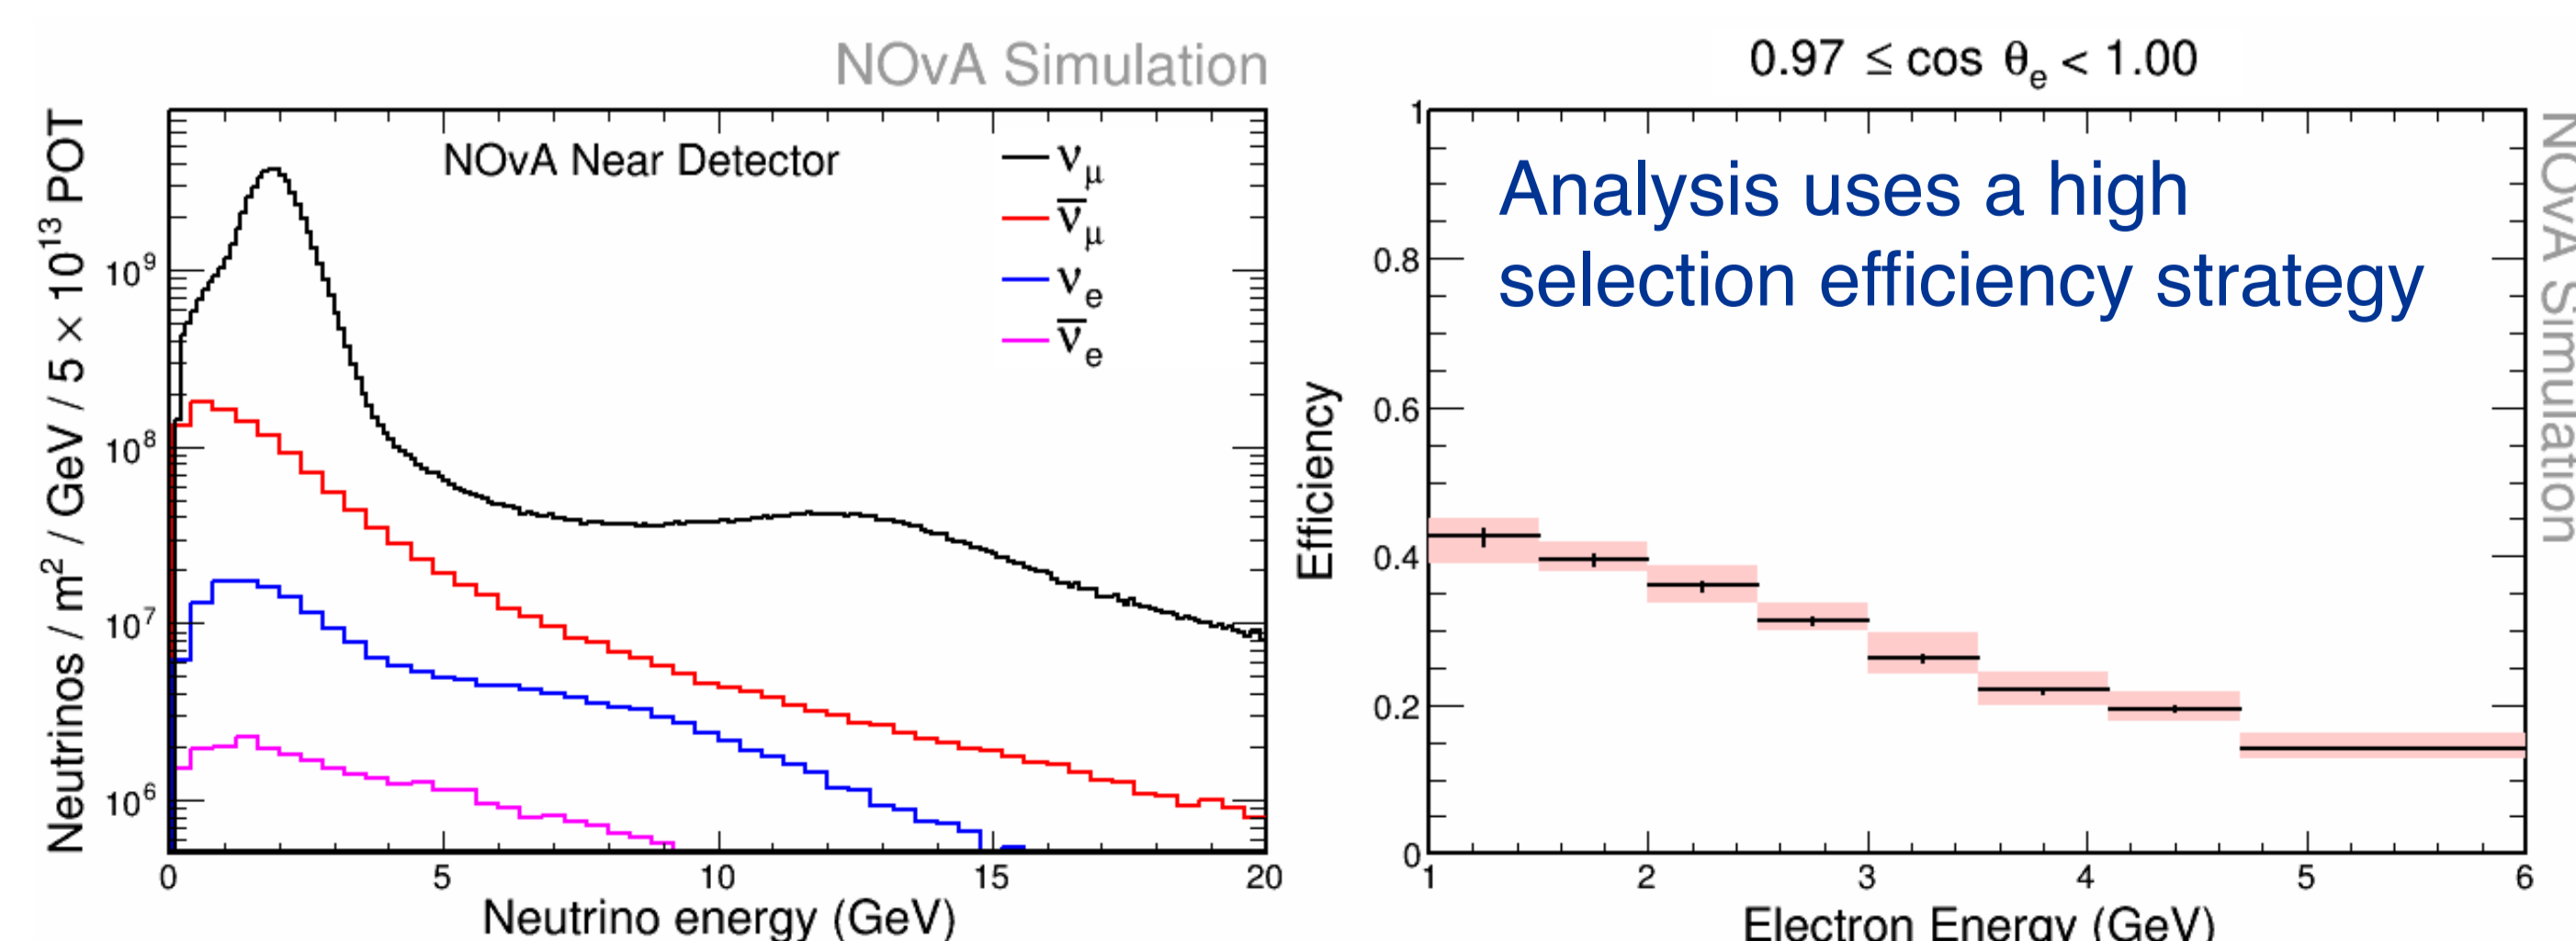 NOvA Simulation
NOvA Near Detector
ν_μ
ν̅_μ
ν_e
ν̅_e
Neutrinos / m² / GeV / 5 × 10¹³ POT
10⁹
10⁸
10⁷
10⁶
0 5 10 15 20
Neutrino energy (GeV)
0.97 ≤ cos θ_e < 1.00
Analysis uses a high
selection efficiency strategy
Efficiency
1
0.8
0.6
0.4
0.2
0
1 2 3 4 5 6
Electron Energy (GeV)
NOvA Simulation